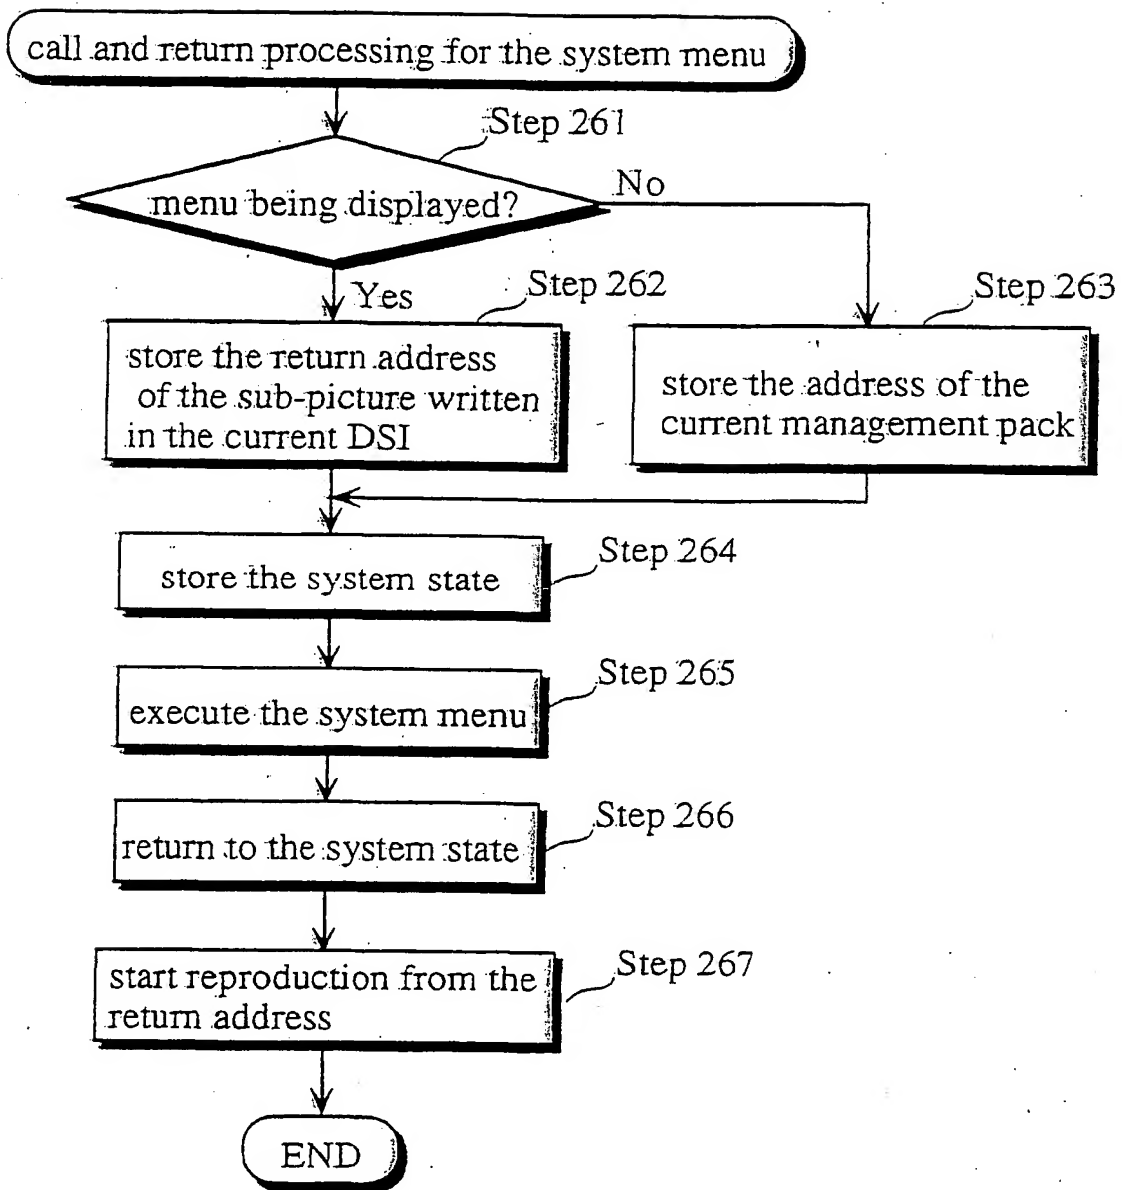 call and return processing for the system menu
Step 261
menu being displayed?
No
Yes
Step 262
Step 263
store the return address
of the sub-picture written
in the current DSI
store the address of the
current management pack
Step 264
store the system state
Step 265
execute the system menu
Step 266
return to the system state
Step 267
start reproduction from the
return address
END